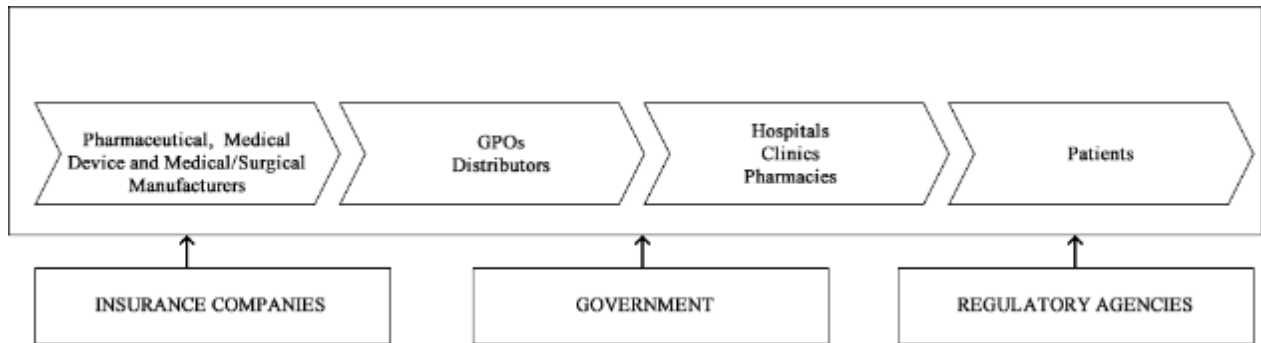 Pharmaceutical, Medical
Device and Medical/Surgical
Manufacturers
GPOs
Distributors
Hospitals
Clinics
Pharmacies
Patients
INSURANCE COMPANIES
GOVERNMENT
REGULATORY AGENCIES